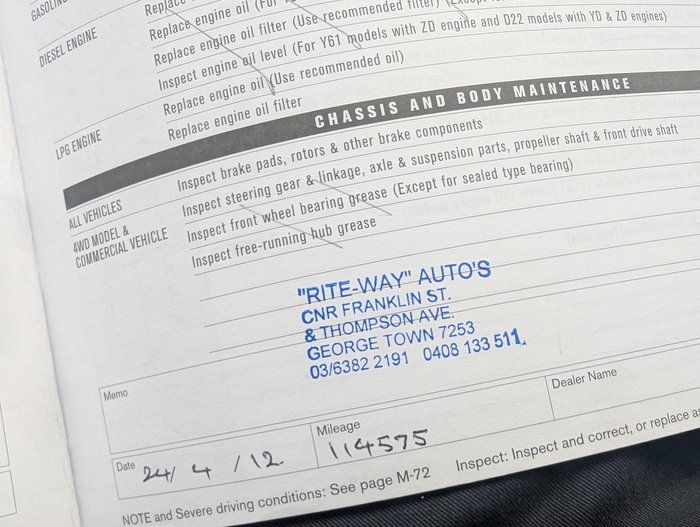 GASOLIN
Replace
DIESEL ENGINE
Replace engine oil (For
Replace engine oil filter (Use recommended filter)
Inspect engine oil level (For Y61 models with ZD engine and D22 models with YD & ZD engines)
LPG ENGINE
Replace engine oil (Use recommended oil)
Replace engine oil filter
CHASSIS AND BODY MAINTENANCE
ALL VEHICLES
Inspect brake pads, rotors & other brake components
4WD MODEL & COMMERCIAL VEHICLE
Inspect steering gear & linkage, axle & suspension parts, propeller shaft & front drive shaft
Inspect front wheel bearing grease (Except for sealed type bearing)
Inspect free-running hub grease
"RITE-WAY" AUTO'S
CNR FRANKLIN ST.
& THOMPSON AVE.
GEORGE TOWN 7253
03/6382 2191 0408 133 511.
Memo
Date 24/4/12
Mileage 114575
Dealer Name
NOTE and Severe driving conditions: See page M-72
Inspect: Inspect and correct, or replace as